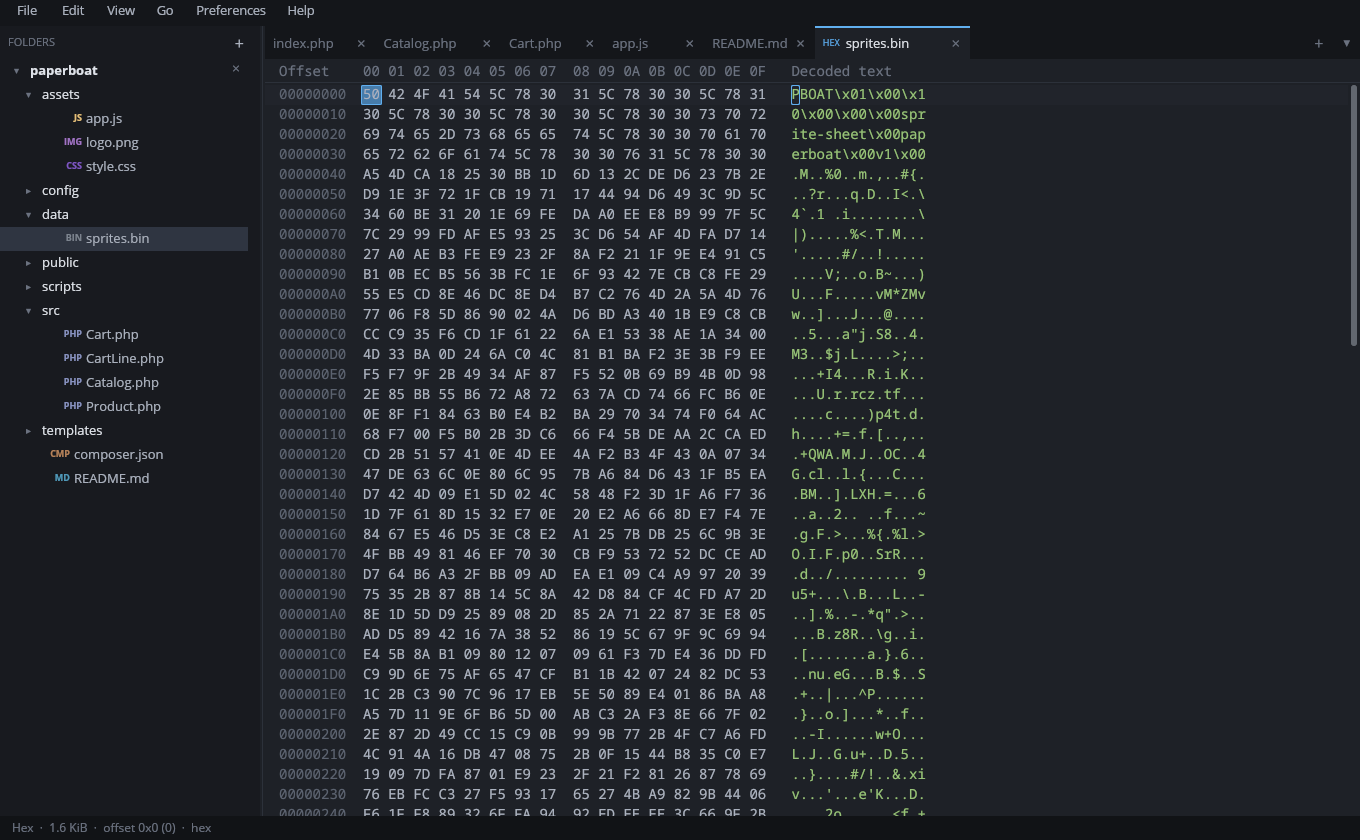 File Edit View Go Preferences Help
FOLDERS +
paperboat ×
assets
JS app.js
IMG logo.png
CSS style.css
config
data
BIN sprites.bin
public
scripts
src
PHP Cart.php
PHP CartLine.php
PHP Catalog.php
PHP Product.php
templates
CMP composer.json
MD README.md
index.php × Catalog.php × Cart.php × app.js × README.md × HEX sprites.bin × +
Offset 00 01 02 03 04 05 06 07 08 09 0A 0B 0C 0D 0E 0F Decoded text
00000000 50 42 4F 41 54 5C 78 30 31 5C 78 30 30 5C 78 31 PBOAT\x01\x00\x1
00000010 30 5C 78 30 30 5C 78 30 30 5C 78 30 30 73 70 72 0\x00\x00\x00spr
00000020 69 74 65 2D 73 68 65 65 74 5C 78 30 30 70 61 70 ite-sheet\x00pap
00000030 65 72 62 6F 61 74 5C 78 30 30 76 31 5C 78 30 30 erboat\x00v1\x00
00000040 A5 4D CA 18 25 30 BB 1D 6D 13 2C DE D6 23 7B 2E .M..%0..m.,..#{.
00000050 D9 1E 3F 72 1F CB 19 71 17 44 94 D6 49 3C 9D 5C ..?r...q.D..I<.\
00000060 34 60 BE 31 20 1E 69 FE DA A0 EE E8 B9 99 7F 5C 4`.1 .i........\
00000070 7C 29 99 FD AF E5 93 25 3C D6 54 AF 4D FA D7 14 |).....%<.T.M...
00000080 27 A0 AE B3 FE E9 23 2F 8A F2 21 1F 9E E4 91 C5 '.....#/..!.....
00000090 B1 0B EC B5 56 3B FC 1E 6F 93 42 7E CB C8 FE 29 ....V;..o.B~...)
000000A0 55 E5 CD 8E 46 DC 8E D4 B7 C2 76 4D 2A 5A 4D 76 U...F.....vM*ZMv
000000B0 77 06 F8 5D 86 90 02 4A D6 BD A3 40 1B E9 C8 CB w..]...J...@....
000000C0 CC C9 35 F6 CD 1F 61 22 6A E1 53 38 AE 1A 34 00 ..5...a"j.S8..4.
000000D0 4D 33 BA 0D 24 6A C0 4C 81 B1 BA F2 3E 3B F9 EE M3..$j.L....>;..
000000E0 F5 F7 9F 2B 49 34 AF 87 F5 52 0B 69 B9 4B 0D 98 ...+I4...R.i.K..
000000F0 2E 85 BB 55 B6 72 A8 72 63 7A CD 74 66 FC B6 0E ...U.r.rcz.tf...
00000100 0E 8F F1 84 63 B0 E4 B2 BA 29 70 34 74 F0 64 AC ....c....)p4t.d.
00000110 68 F7 00 F5 B0 2B 3D C6 66 F4 5B DE AA 2C CA ED h....+=.f.[..,..
00000120 CD 2B 51 57 41 0E 4D EE 4A F2 B3 4F 43 0A 07 34 .+QWA.M.J..OC..4
00000130 47 DE 63 6C 0E 80 6C 95 7B A6 84 D6 43 1F B5 EA G.cl..l.{...C...
00000140 D7 42 4D 09 E1 5D 02 4C 58 48 F2 3D 1F A6 F7 36 .BM..].LXH.=...6
00000150 1D 7F 61 8D 15 32 E7 0E 20 E2 A6 66 8D E7 F4 7E ..a..2.. ..f...~
00000160 84 67 E5 46 D5 3E C8 E2 A1 25 7B DB 25 6C 9B 3E .g.F.>...%{.%l.>
00000170 4F BB 49 81 46 EF 70 30 CB F9 53 72 52 DC CE AD O.I.F.p0..SrR...
00000180 D7 64 B6 A3 2F BB 09 AD EA E1 09 C4 A9 97 20 39 .d../......... 9
00000190 75 35 2B 87 8B 14 5C 8A 42 D8 84 CF 4C FD A7 2D u5+...\.B...L..-
000001A0 8E 1D 5D D9 25 89 08 2D 85 2A 71 22 87 3E E8 05 ..].%..-.*q".>..
000001B0 AD D5 89 42 16 7A 38 52 86 19 5C 67 9F 9C 69 94 ...B.z8R..\g..i.
000001C0 E4 5B 8A B1 09 80 12 07 09 61 F3 7D E4 36 DD FD .[.......a.}.6..
000001D0 C9 9D 6E 75 AF 65 47 CF B1 1B 42 07 24 82 DC 53 ..nu.eG...B.$..S
000001E0 1C 2B C3 90 7C 96 17 EB 5E 50 89 E4 01 86 BA A8 .+..|...^P......
000001F0 A5 7D 11 9E 6F B6 5D 00 AB C3 2A F3 8E 66 7F 02 .}..o.]...*..f..
00000200 2E 87 2D 49 CC 15 C9 0B 99 9B 77 2B 4F C7 A6 FD ..-I......w+O...
00000210 4C 91 4A 16 DB 47 08 75 2B 0F 15 44 B8 35 C0 E7 L.J..G.u+..D.5..
00000220 19 09 7D FA 87 01 E9 23 2F 21 F2 81 26 87 78 69 ..}....#/!..&.xi
00000230 76 EB FC C3 27 F5 93 17 65 27 4B A9 82 9B 44 06 v...'...e'K...D.
00000240
Hex · 1.6 KiB · offset 0x0 (0) · hex